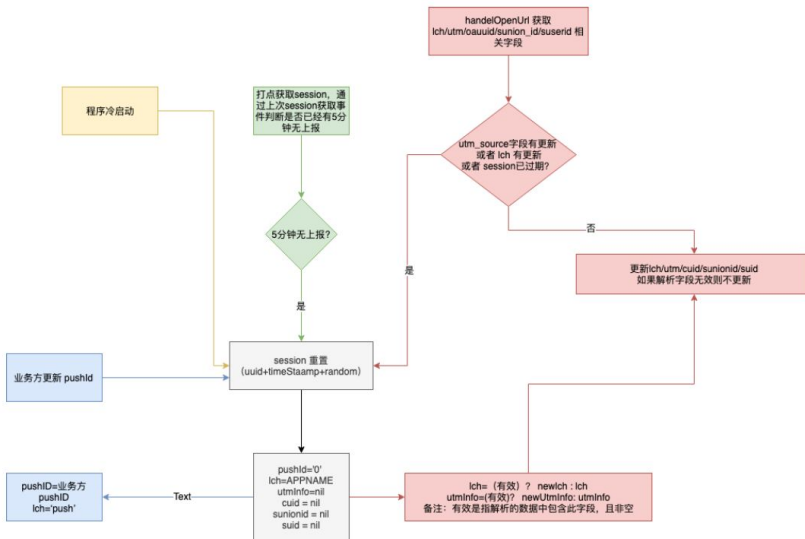 handelOpenUrl 获取
lch/utm/oauuid/sunion_id/suserid 相
关字段
程序冷启动
打点获取session，通
过上次session获取事
件判断是否已经有5分
钟无上报
utm_source字段有更新
或者 lch 有更新
或者 session已过期？
5分钟无上报？
否
是
更新lch/utm/cuid/sunionid/suid
如果解析字段无效则不更新
是
session 重置
（uuid+timeStaamp+random）
业务方更新 pushId
pushID=业务方
pushID
lch='push'
Text
pushId='0'
lch=APPNAME
utmInfo=nil
cuid = nil
sunionid = nil
suid = nil
lch=（有效）？ newlch : lch
utmInfo=(有效)? newUtmInfo: utmInfo
备注：有效是指解析的数据中包含此字段，且非空